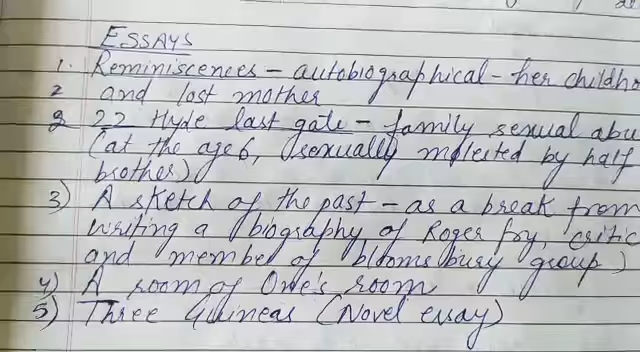 ESSAYS
1. Reminiscences - autobiographical - her childho
2 and lost mother
2 22 Hyde last gate - family sexual abu
(at the age 6, sexually molested by half
brother)
3) A sketch of the past - as a break from
writing a biography of Roger fry, critic
and member of blooms bury group)
4) A room of One's room
5) Three Guineas (Novel essay)